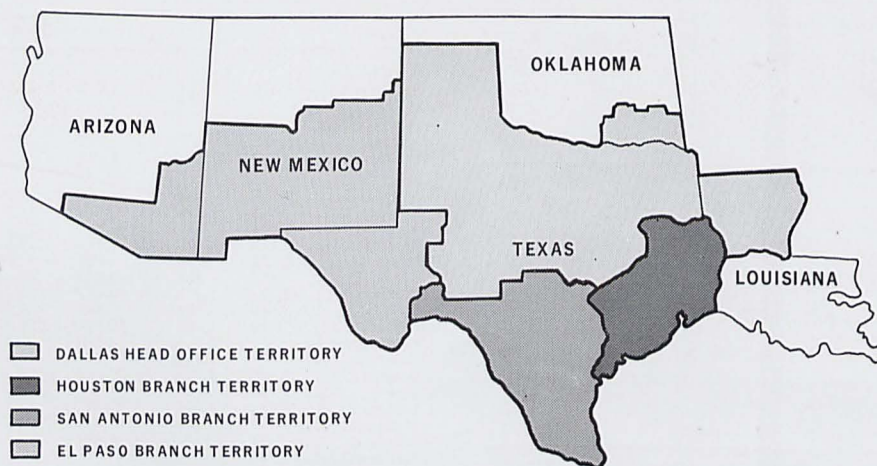 OKLAHOMA
ARIZONA
NEW MEXICO
TEXAS
LOUISIANA
DALLAS HEAD OFFICE TERRITORY
HOUSTON BRANCH TERRITORY
SAN ANTONIO BRANCH TERRITORY
EL PASO BRANCH TERRITORY